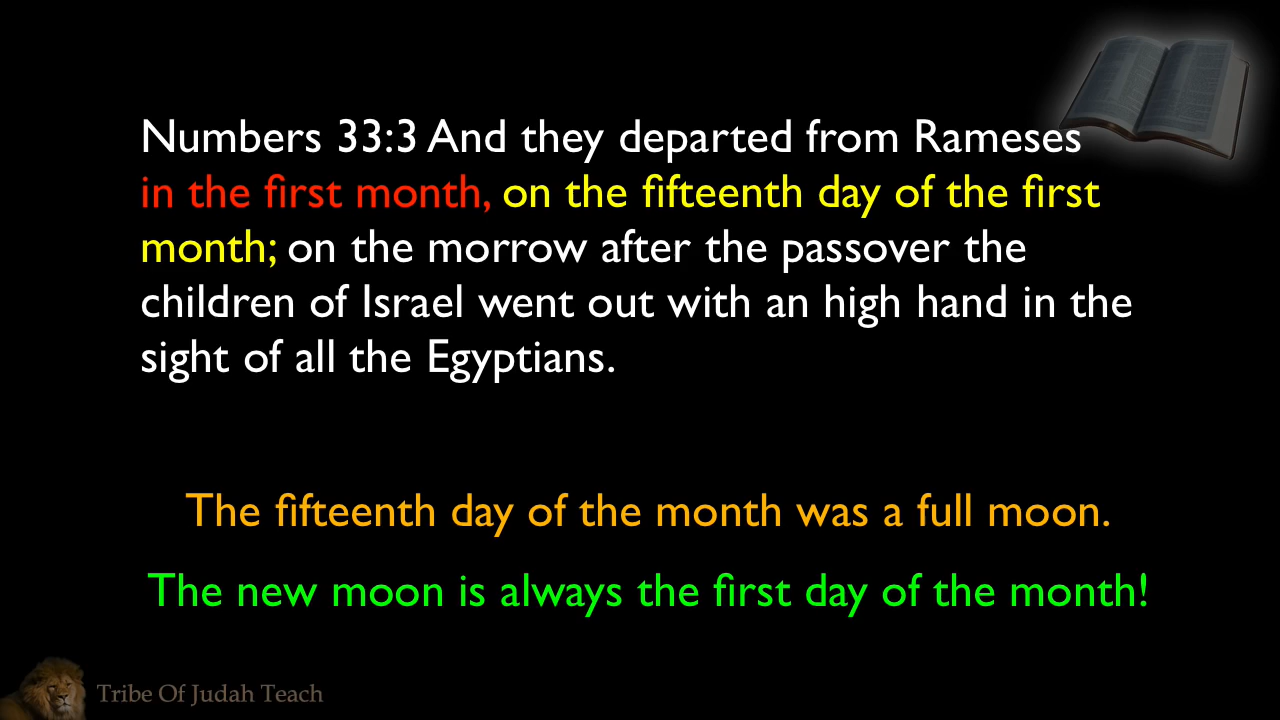 Numbers 33:3 And they departed from Rameses
in the first month, on the fifteenth day of the first
month; on the morrow after the passover the
children of Israel went out with an high hand in the
sight of all the Egyptians.
The fifteenth day of the month was a full moon.
The new moon is always the first day of the month!
Tribe Of Judah Teach